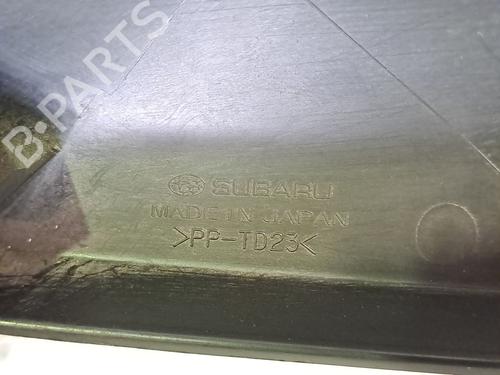 B-PARTS
SUBARU
MADE IN JAPAN
>PP-TD23<